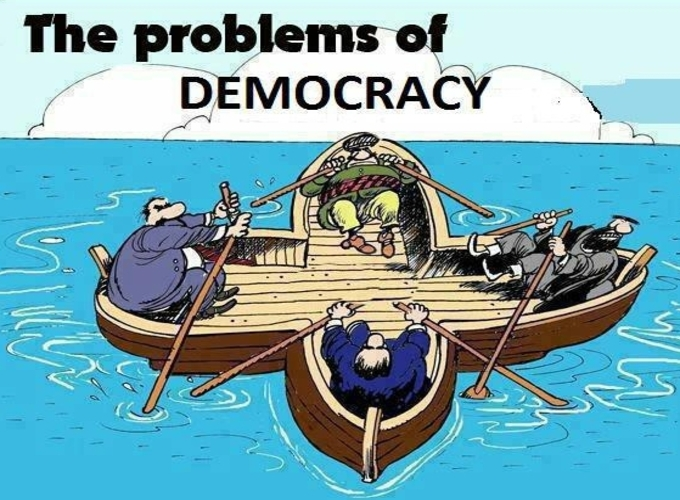 The problems of
DEMOCRACY